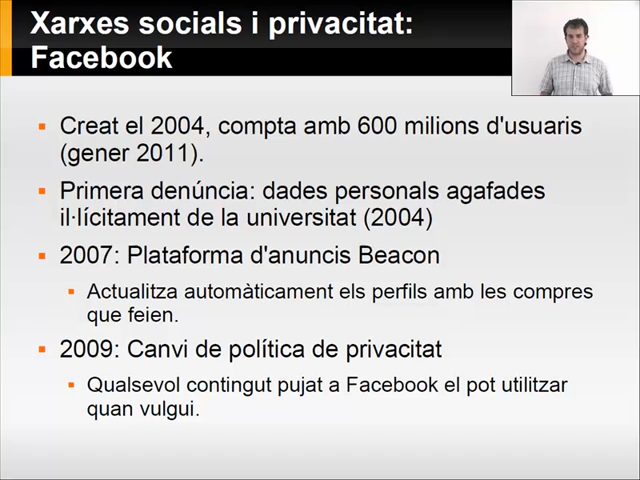 Xarxes socials i privacitat:
Facebook
Creat el 2004, compta amb 600 milions d'usuaris
(gener 2011).
Primera denúncia: dades personals agafades
il·lícitament de la universitat (2004)
2007: Plataforma d'anuncis Beacon
Actualitza automàticament els perfils amb les compres
que feien.
2009: Canvi de política de privacitat
Qualsevol contingut pujat a Facebook el pot utilitzar
quan vulgui.